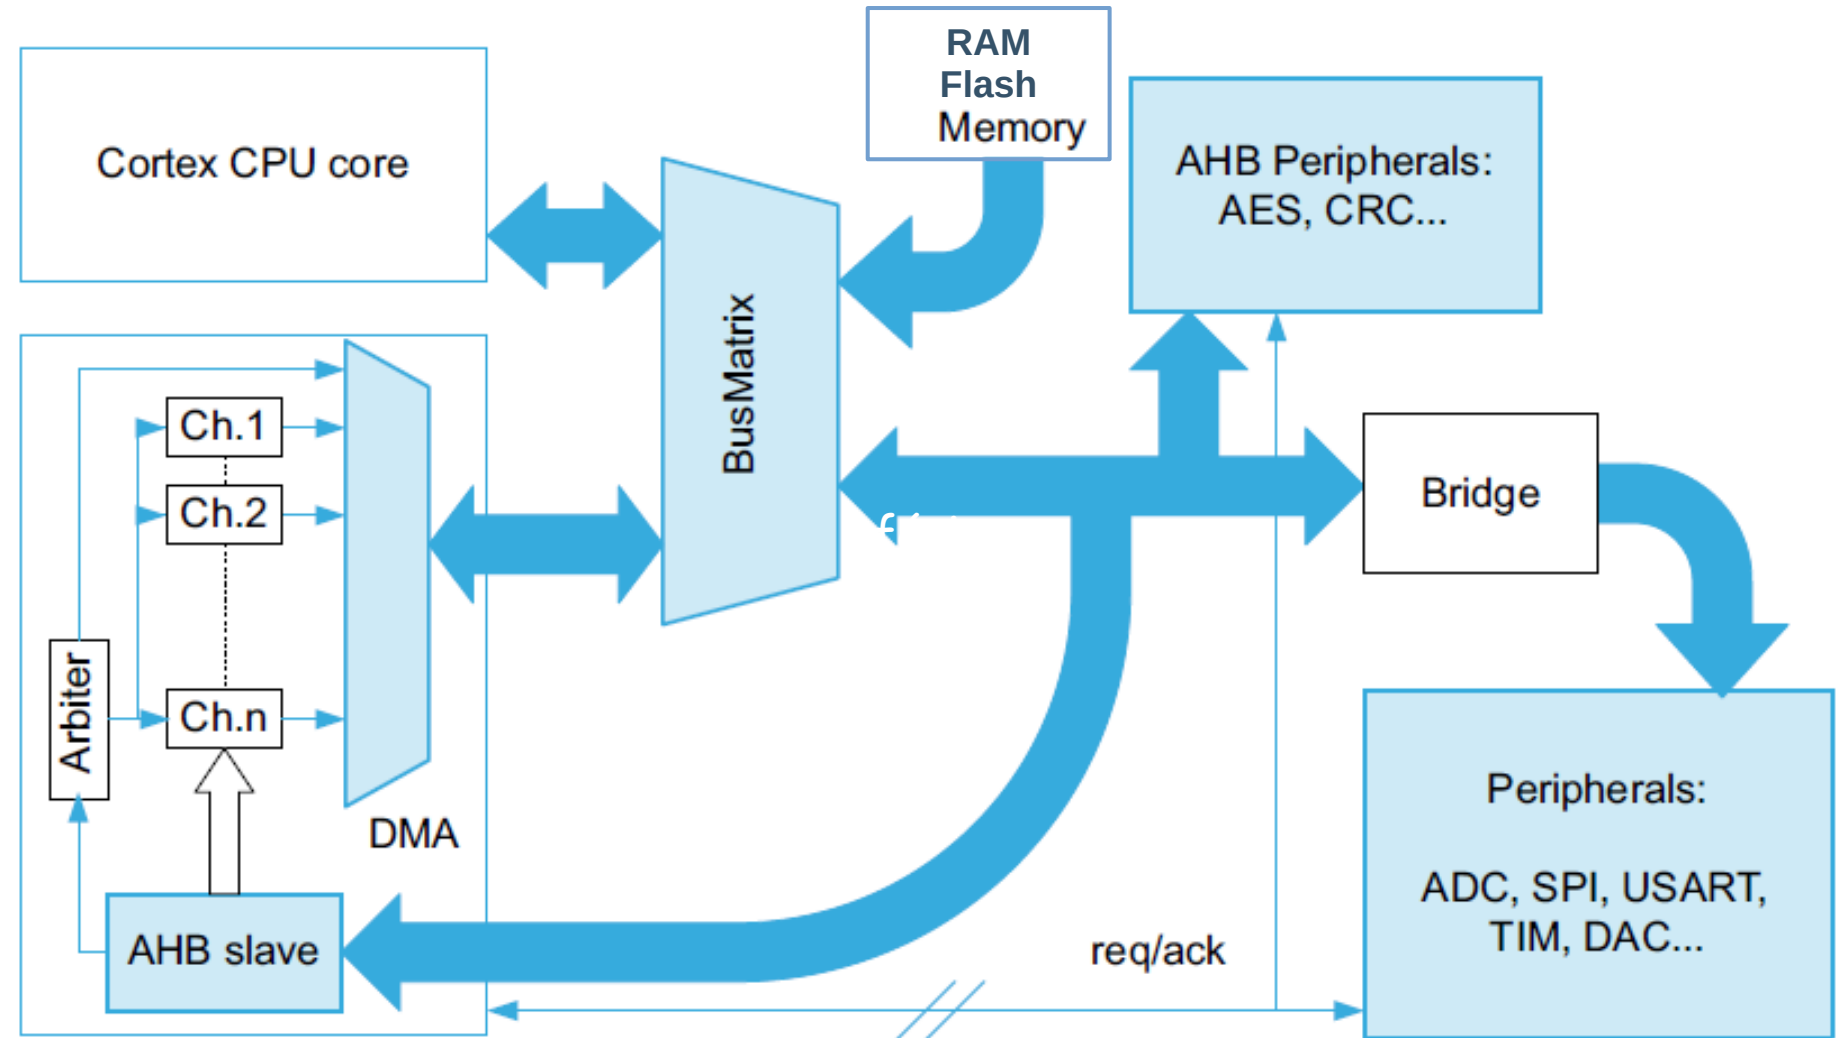 RAM
Flash
Memory
Cortex CPU core
AHB Peripherals:
AES, CRC...
BusMatrix
Ch.1
Ch.2
Ch.n
Arbiter
DMA
AHB slave
Bridge
Peripherals:
ADC, SPI, USART,
TIM, DAC...
req/ack